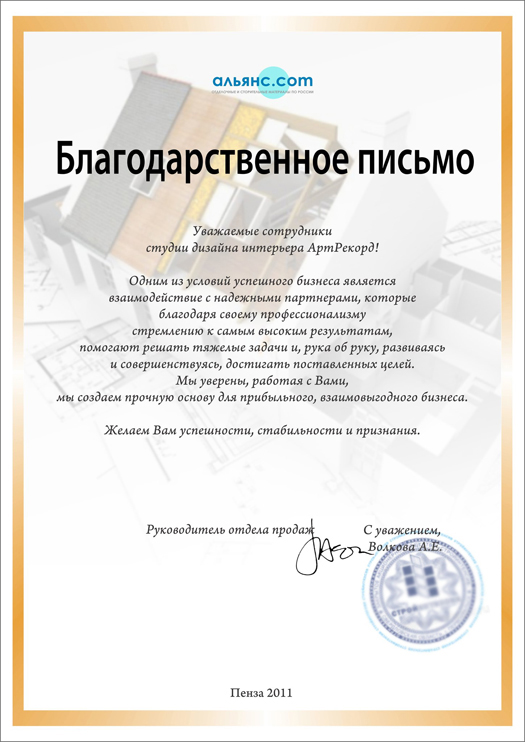 альянс.com
Благодарственное письмо
Уважаемые сотрудники
студии дизайна интерьера АртРекорд!
Одним из условий успешного бизнеса является
взаимодействие с надежными партнерами, которые
благодаря своему профессионализму
стремлению к самым высоким результатам,
помогают решать тяжелые задачи и, рука об руку, развиваясь
и совершенствуясь, достигать поставленных целей.
Мы уверены, работая с Вами,
мы создаем прочную основу для прибыльного, взаимовыгодного бизнеса.
Желаем Вам успешности, стабильности и признания.
Руководитель отдела продаж
С уважением,
Волкова А.Е.
СТРОЙ
Пенза 2011